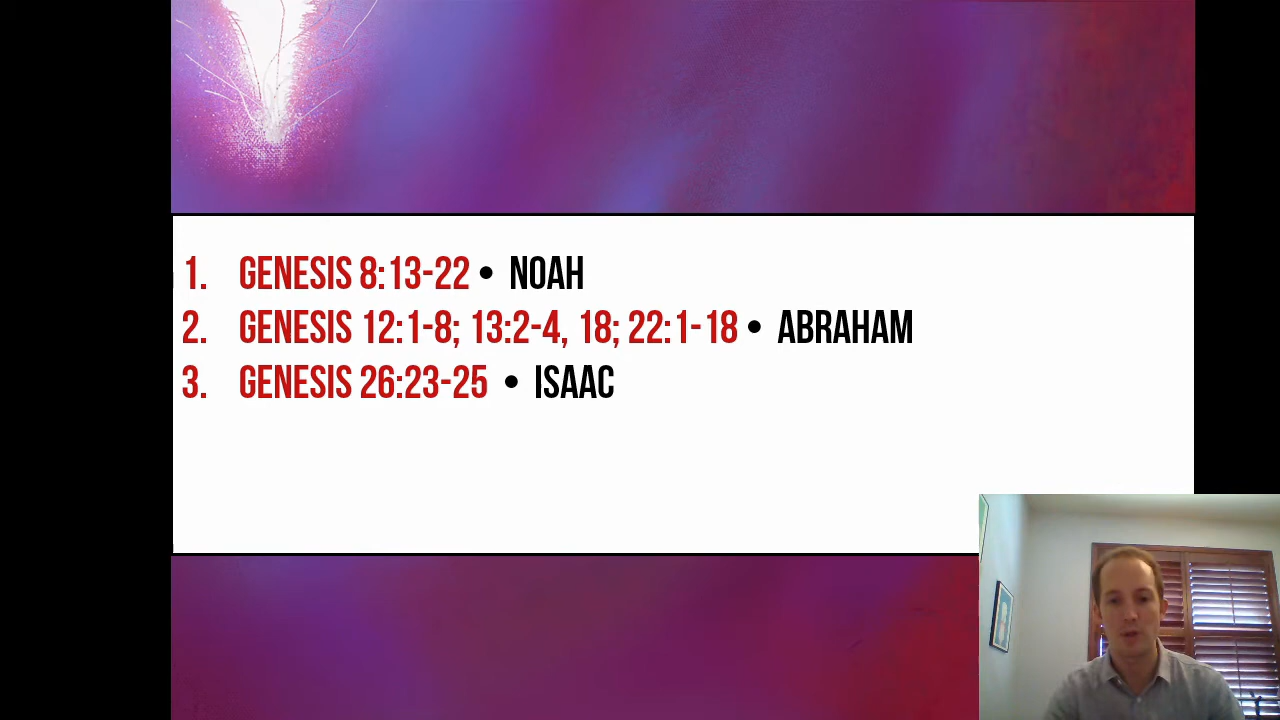 1. GENESIS 8:13-22 • NOAH
2. GENESIS 12:1-8; 13:2-4, 18; 22:1-18 • ABRAHAM
3. GENESIS 26:23-25 • ISAAC